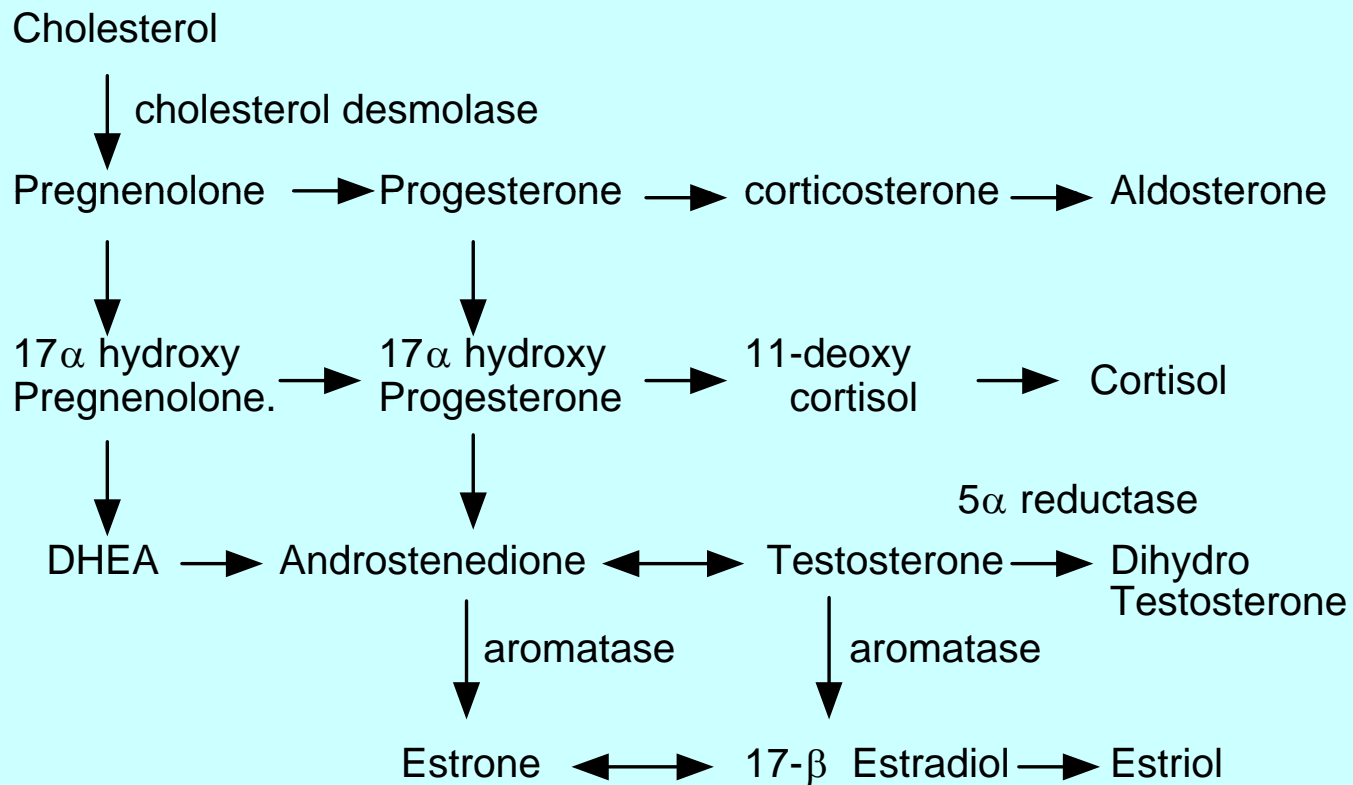 Cholesterol
cholesterol desmolase
Pregnenolone Progesterone corticosterone Aldosterone
17α hydroxy 17α hydroxy 11-deoxy
Pregnenolone. Progesterone cortisol Cortisol
5α reductase
DHEA Androstenedione Testosterone Dihydro
Testosterone
aromatase aromatase
Estrone 17-β Estradiol Estriol